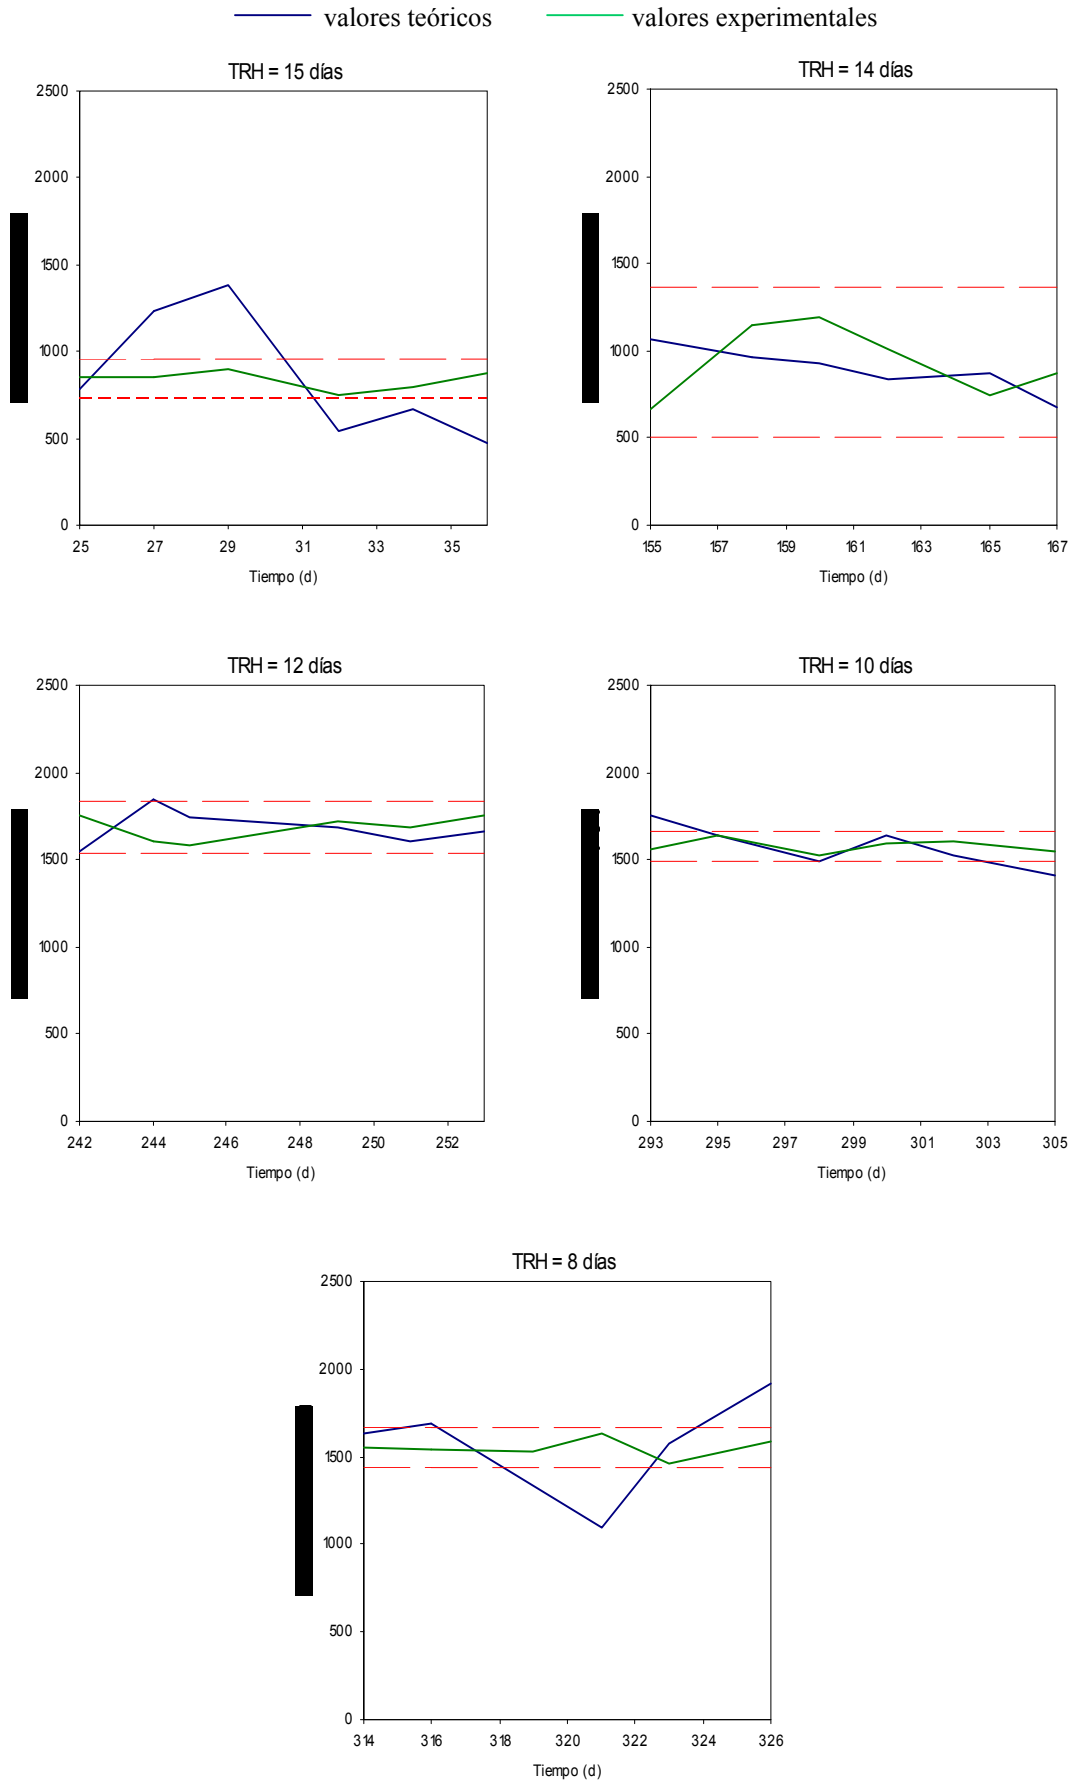 valores teóricos valores experimentales
TRH = 15 días
2500
2000
1500
1000
500
0
25 27 29 31 33 35
Tiempo (d)
TRH = 14 días
2500
2000
1500
1000
500
0
155 157 159 161 163 165 167
Tiempo (d)
TRH = 12 días
2500
2000
1500
1000
500
0
242 244 246 248 250 252
Tiempo (d)
TRH = 10 días
2500
2000
1500
1000
500
0
293 295 297 299 301 303 305
Tiempo (d)
TRH = 8 días
2500
2000
1500
1000
500
0
314 316 318 320 322 324 326
Tiempo (d)